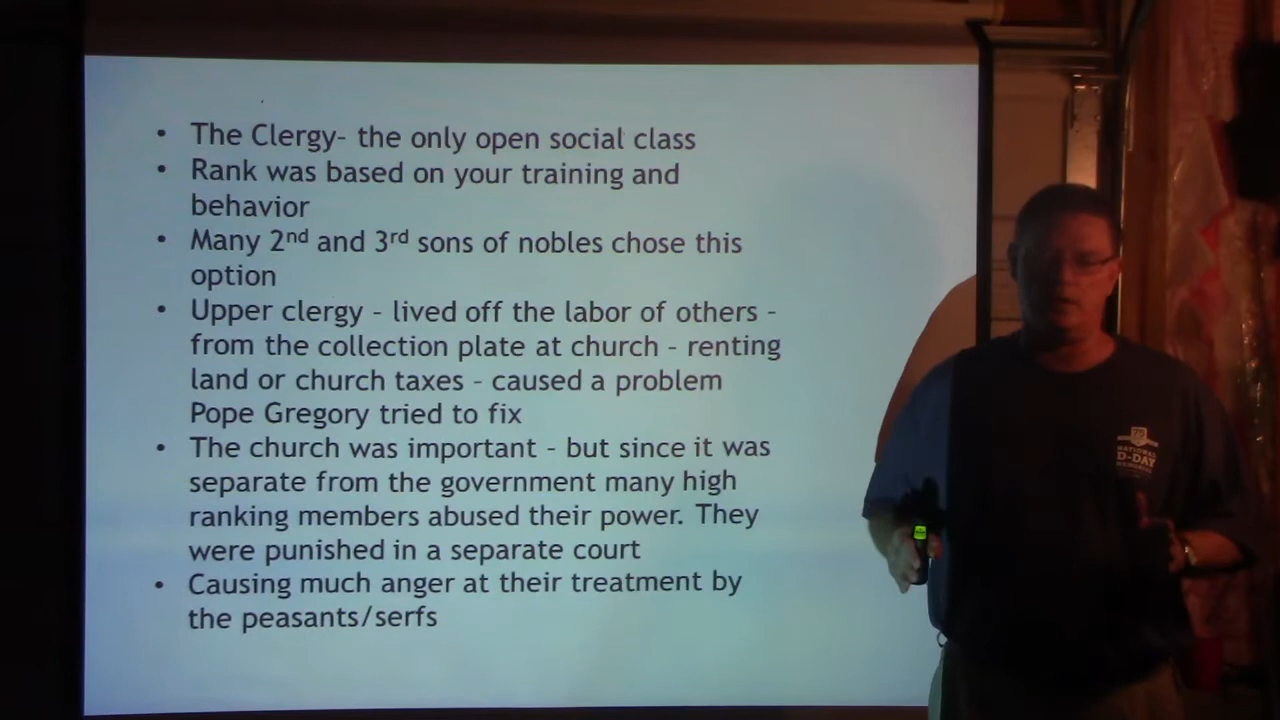 • The Clergy– the only open social class
• Rank was based on your training and
behavior
• Many 2nd and 3rd sons of nobles chose this
option
• Upper clergy – lived off the labor of others –
from the collection plate at church – renting
land or church taxes – caused a problem
Pope Gregory tried to fix
• The church was important – but since it was
separate from the government many high
ranking members abused their power. They
were punished in a separate court
• Causing much anger at their treatment by
the peasants/serfs
NATIONAL
D-DAY
MEMORIAL